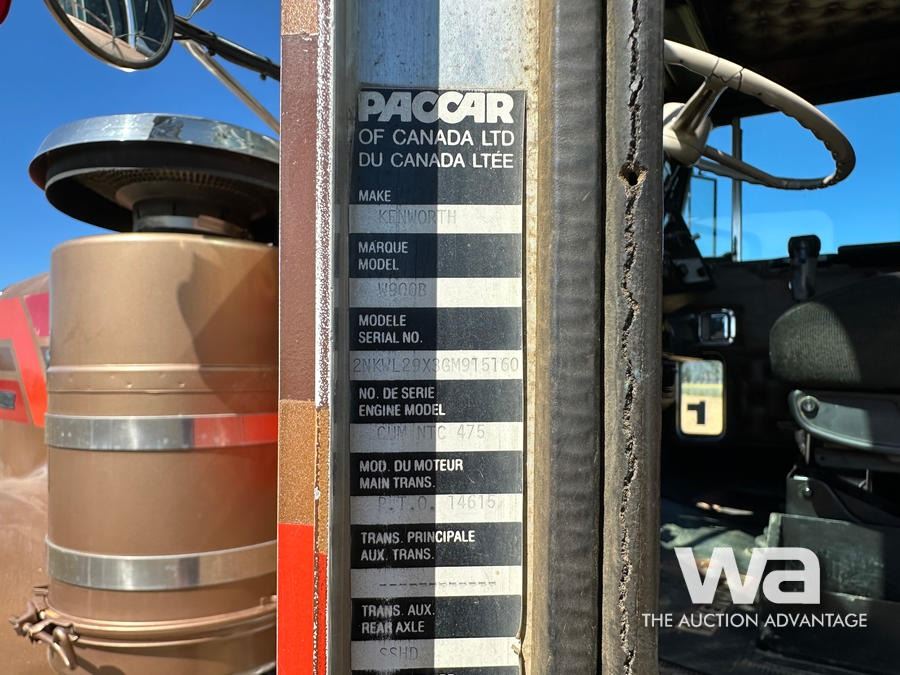 PACCAR
OF CANADA LTD
DU CANADA LTÉE
MAKE
KENWORTH
MARQUE
MODEL
W900B
MODELE
SERIAL NO.
2NKWL29X3GM915160
NO. DE SERIE
ENGINE MODEL
CUM NTC 475
MOD. DU MOTEUR
MAIN TRANS.
R.T.O. 14615
TRANS. PRINCIPALE
AUX. TRANS.
------------
TRANS. AUX.
REAR AXLE
SSHD
wa
THE AUCTION ADVANTAGE